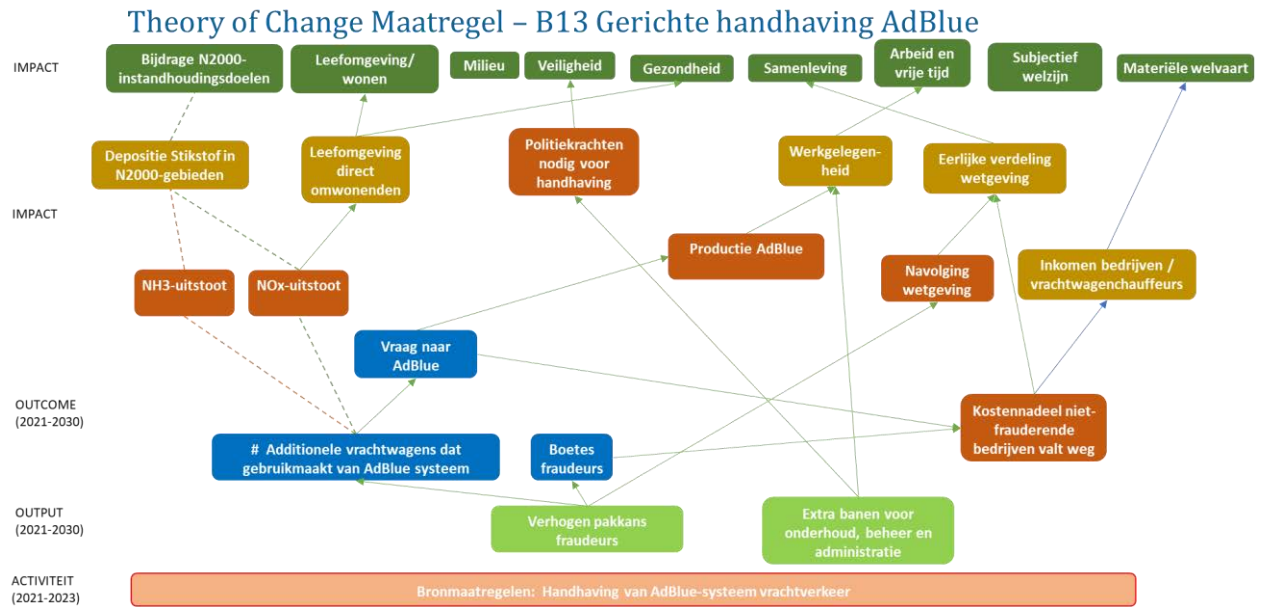 Theory of Change Maatregel – B13 Gerichte handhaving AdBlue
IMPACT
Bijdrage N2000-
instandhoudingsdoelen
Leefomgeving/
wonen
Milieu
Veiligheid
Gezondheid
Samenleving
Arbeid en
vrije tijd
Subjectief
welzijn
Materiële welvaart
Depositie Stikstof in
N2000-gebieden
Leefomgeving
direct
omwonenden
Politiekrachten
nodig voor
handhaving
Werkgelegen-
heid
Eerlijke verdeling
wetgeving
IMPACT
NH3-uitstoot
NOx-uitstoot
Productie AdBlue
Navolging
wetgeving
Inkomen bedrijven /
vrachtwagenchauffeurs
Vraag naar
AdBlue
OUTCOME
(2021-2030)
# Additionele vrachtwagens dat
gebruikmaakt van AdBlue systeem
Boetes
fraudeurs
Kostennadeel niet-
frauderende
bedrijven valt weg
OUTPUT
(2021-2030)
Verhogen pakkans
fraudeurs
Extra banen voor
onderhoud, beheer en
administratie
ACTIVITEIT
(2021-2023)
Bronmaatregelen: Handhaving van AdBlue-systeem vrachtverkeer